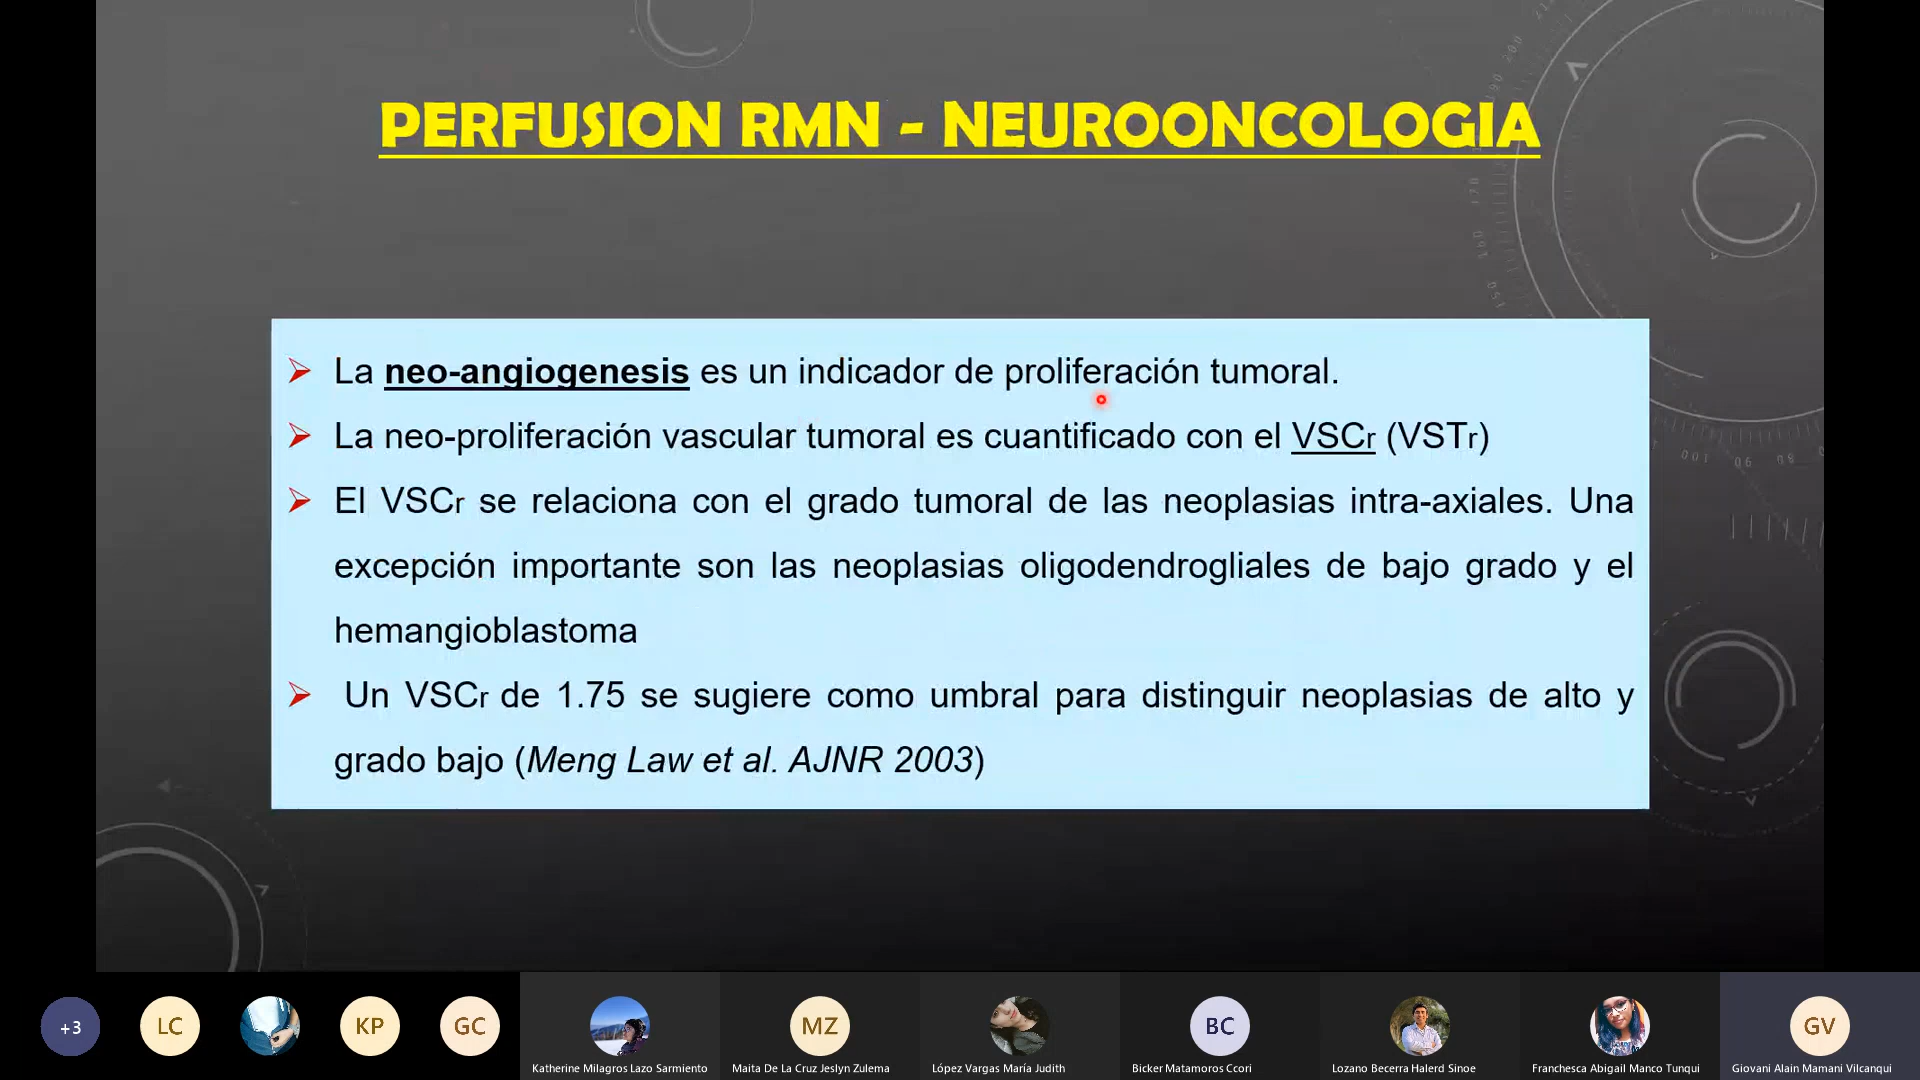 PERFUSION RMN - NEUROONCOLOGIA
La neo-angiogenesis es un indicador de proliferación tumoral.
La neo-proliferación vascular tumoral es cuantificado con el VSCr (VSTr)
El VSCr se relaciona con el grado tumoral de las neoplasias intra-axiales. Una
excepción importante son las neoplasias oligodendrogliales de bajo grado y el
hemangioblastoma
Un VSCr de 1.75 se sugiere como umbral para distinguir neoplasias de alto y
grado bajo (Meng Law et al. AJNR 2003)
+3
LC
KP
GC
MZ
BC
GV
Katherine Milagros Lazo Sarmiento
Maita De La Cruz Jeslyn Zulema
López Vargas María Judith
Bicker Matamoros Ccori
Lozano Becerra Halerd Sinoe
Franchesca Abigail Manco Tunqui
Giovani Alain Mamani Vilcanqui